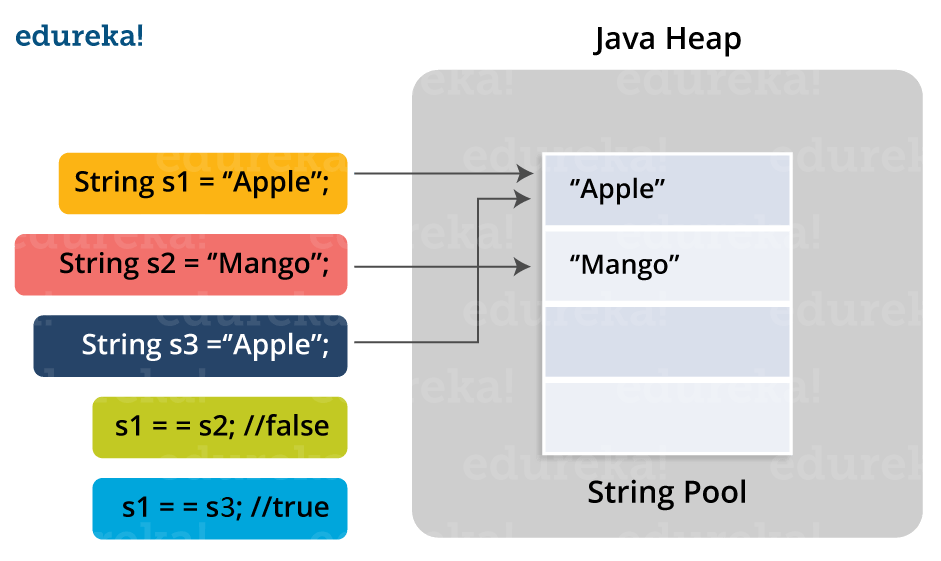 edureka!
Java Heap
String s1 = “Apple”;
String s2 = “Mango”;
String s3 =“Apple”;
s1 = = s2; //false
s1 = = s3; //true
“Apple”
“Mango”
String Pool